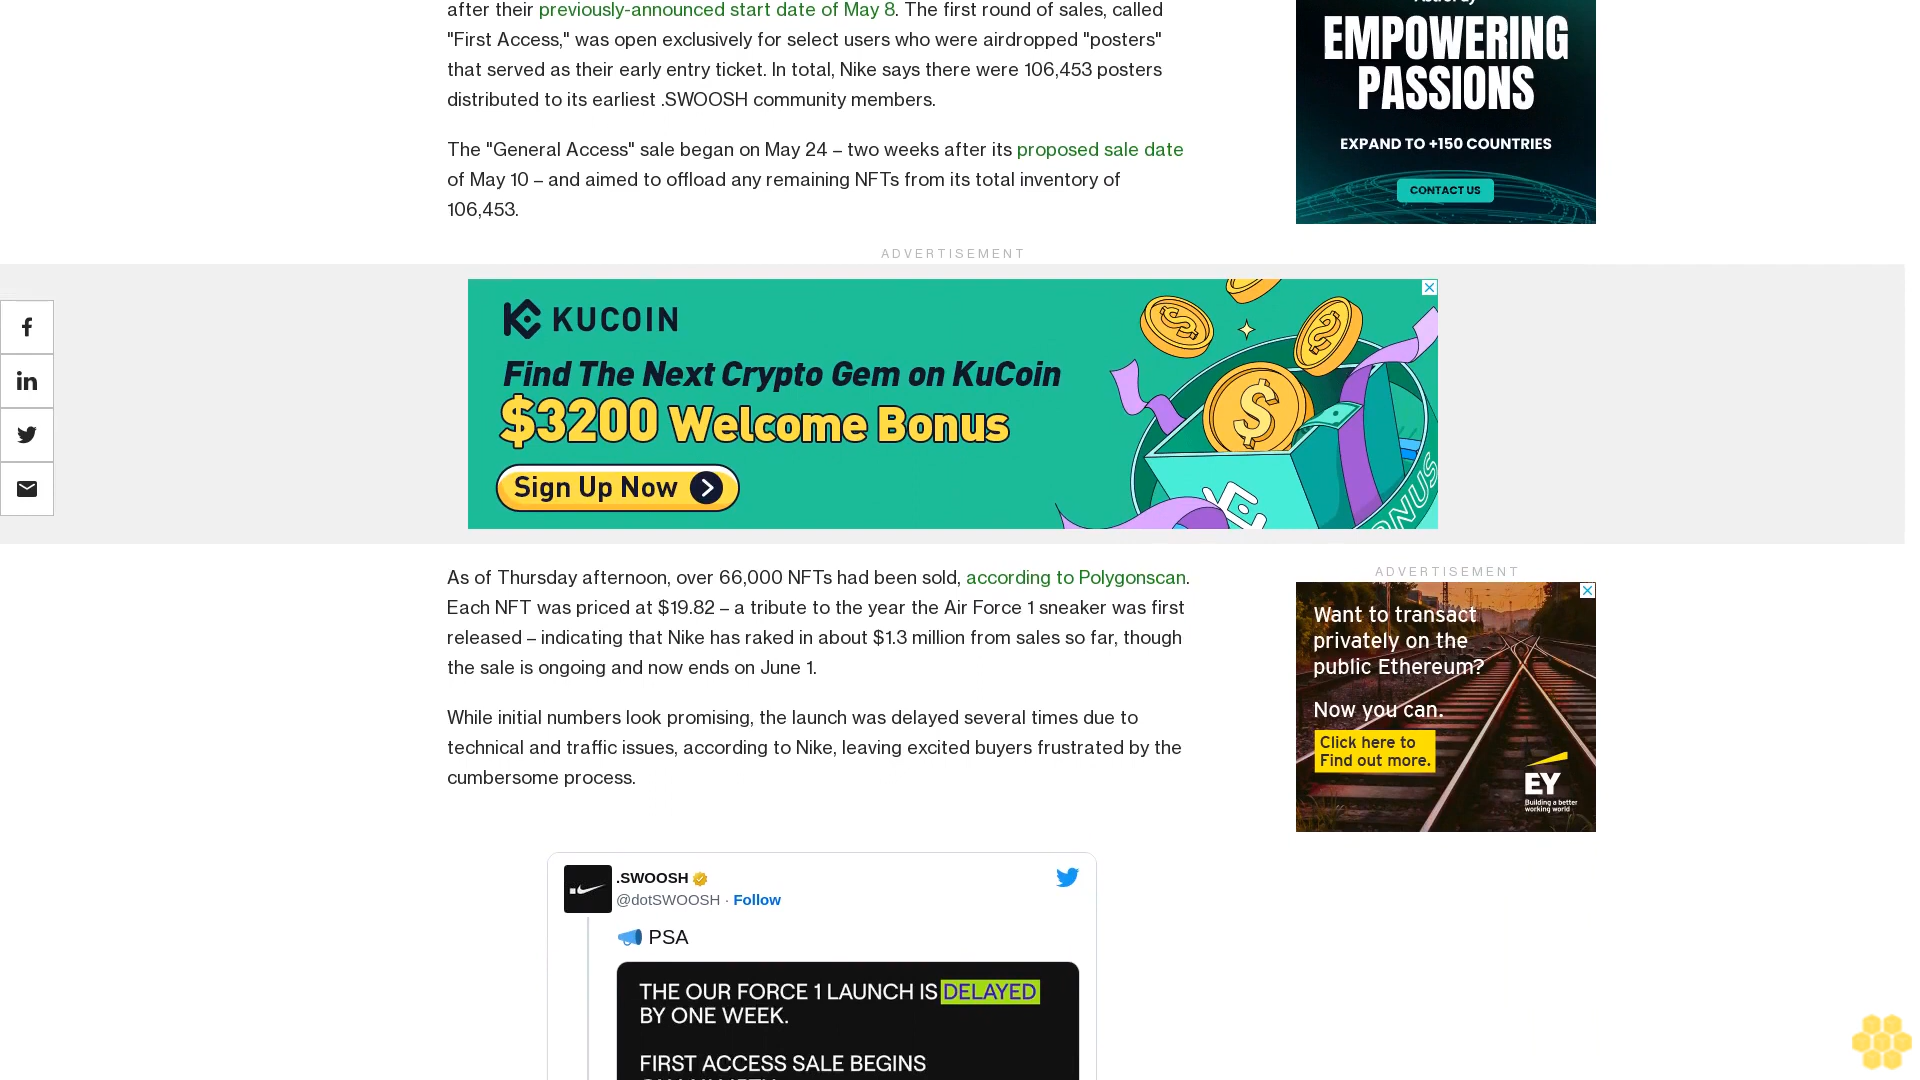 after their previously-announced start date of May 8. The first round of sales, called
"First Access," was open exclusively for select users who were airdropped "posters"
that served as their early entry ticket. In total, Nike says there were 106,453 posters
distributed to its earliest .SWOOSH community members.
The "General Access" sale began on May 24 – two weeks after its proposed sale date
of May 10 – and aimed to offload any remaining NFTs from its total inventory of
106,453.
EMPOWERING
PASSIONS
EXPAND TO +150 COUNTRIES
CONTACT US
ADVERTISEMENT
KUCOIN
Find The Next Crypto Gem on KuCoin
$3200 Welcome Bonus
Sign Up Now
BONUS
As of Thursday afternoon, over 66,000 NFTs had been sold, according to Polygonscan.
Each NFT was priced at $19.82 – a tribute to the year the Air Force 1 sneaker was first
released – indicating that Nike has raked in about $1.3 million from sales so far, though
the sale is ongoing and now ends on June 1.
While initial numbers look promising, the launch was delayed several times due to
technical and traffic issues, according to Nike, leaving excited buyers frustrated by the
cumbersome process.
ADVERTISEMENT
Want to transact
privately on the
public Ethereum?
Now you can.
Click here to
Find out more.
EY
Building a better
working world
.SWOOSH
@dotSWOOSH · Follow
PSA
THE OUR FORCE 1 LAUNCH IS DELAYED
BY ONE WEEK.
FIRST ACCESS SALE BEGINS